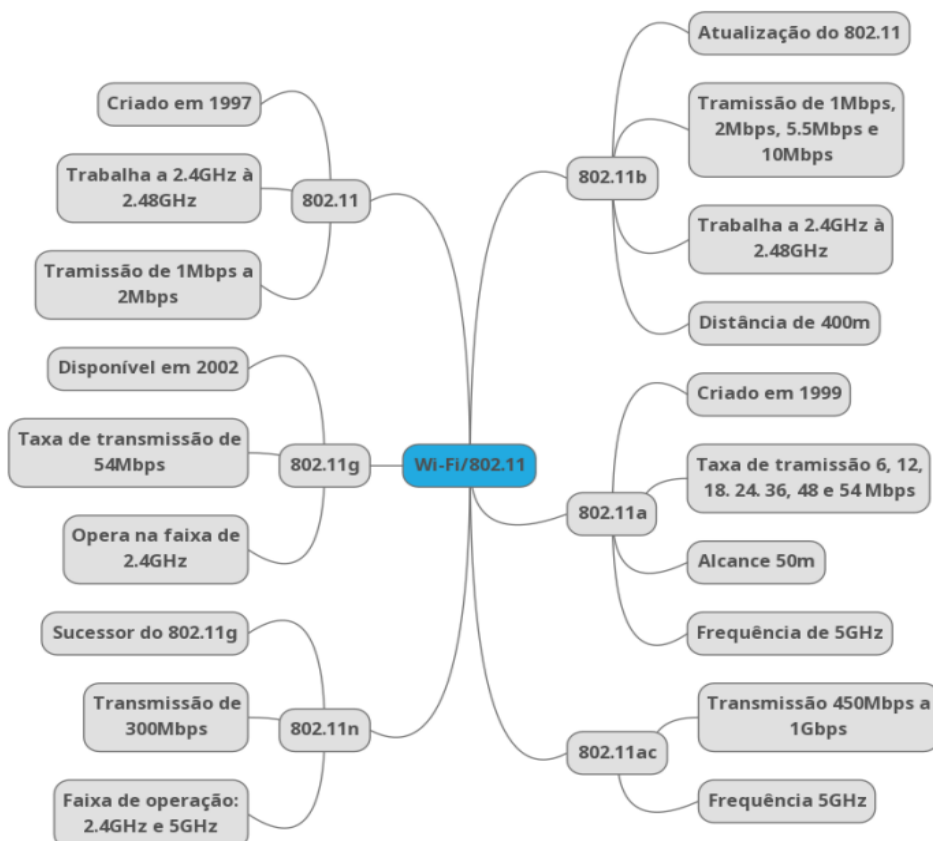 Wi-Fi/802.11
802.11
Criado em 1997
Trabalha a 2.4GHz à
2.48GHz
Tramissão de 1Mbps a
2Mbps
802.11g
Disponível em 2002
Taxa de transmissão de
54Mbps
Opera na faixa de
2.4GHz
802.11n
Sucessor do 802.11g
Transmissão de
300Mbps
Faixa de operação:
2.4GHz e 5GHz
802.11b
Atualização do 802.11
Tramissão de 1Mbps,
2Mbps, 5.5Mbps e
10Mbps
Trabalha a 2.4GHz à
2.48GHz
Distância de 400m
802.11a
Criado em 1999
Taxa de tramissão 6, 12,
18. 24. 36, 48 e 54 Mbps
Alcance 50m
Frequência de 5GHz
802.11ac
Transmissão 450Mbps a
1Gbps
Frequência 5GHz